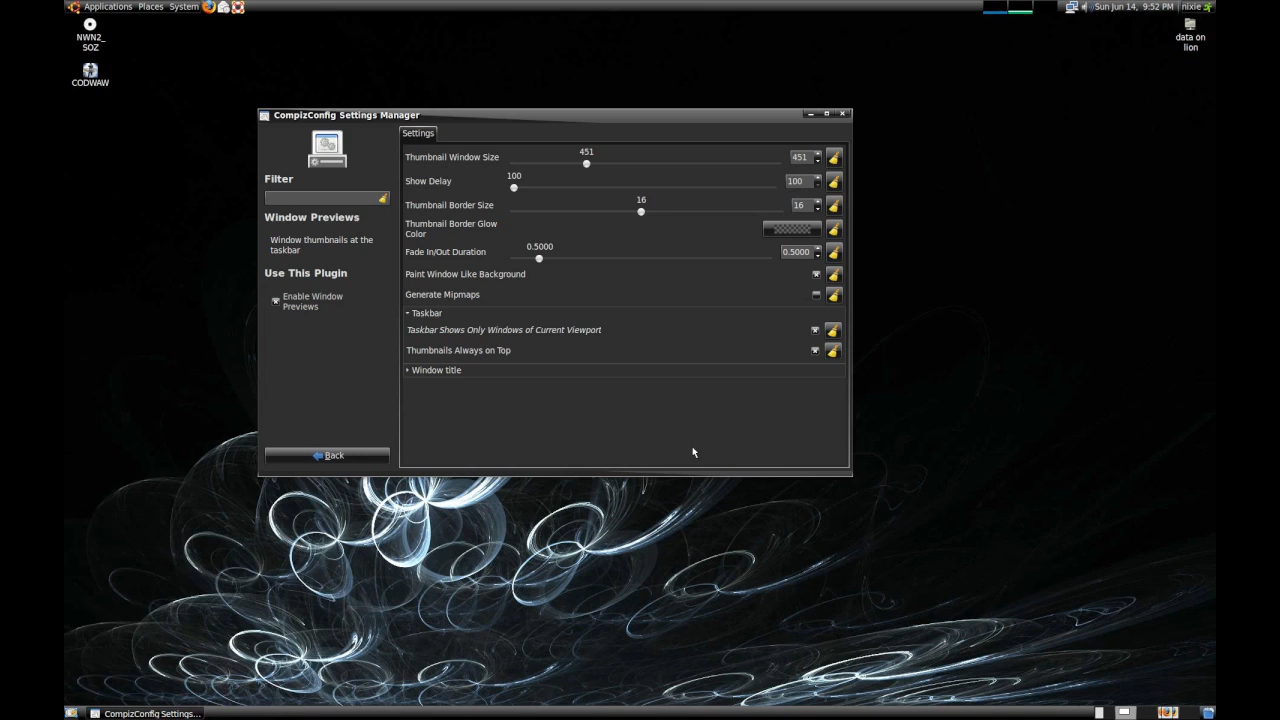 Applications Places System
Sun Jun 14, 9:52 PM nixie
NWN2_
SOZ
CODWAW
data on
lion
CompizConfig Settings Manager
Filter
Window Previews
Window thumbnails at the
taskbar
Use This Plugin
Enable Window
Previews
Back
Settings
451
Thumbnail Window Size 451
100
Show Delay 100
16
Thumbnail Border Size 16
Thumbnail Border Glow
Color
0.5000
Fade In/Out Duration 0.5000
Paint Window Like Background
Generate Mipmaps
Taskbar
Taskbar Shows Only Windows of Current Viewport
Thumbnails Always on Top
Window title
CompizConfig Settings...